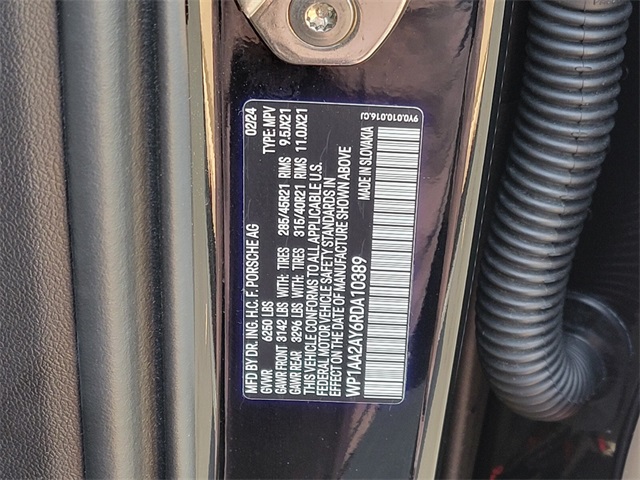 MFD BY DR. ING. H.C. F. PORSCHE AG 02/24
GVWR 6250 LBS TYPE: MPV
GAWR FRONT 3142 LBS WITH: TIRES 285/45R21 RIMS 9.5JX21
GAWR REAR 3296 LBS WITH: TIRES 315/40R21 RIMS 11.0JX21
THIS VEHICLE CONFORMS TO ALL APPLICABLE U.S.
FEDERAL MOTOR VEHICLE SAFETY STANDARDS IN
EFFECT ON THE DATE OF MANUFACTURE SHOWN ABOVE
WP1AA2AY6RDA10389 MADE IN SLOVAKIA
9Y0.010.016.CJ